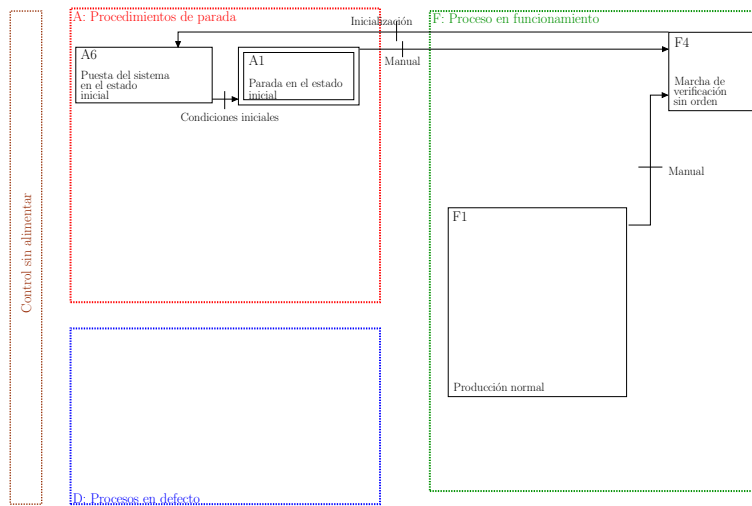 A: Procedimientos de parada
F: Proceso en funcionamiento
Inicialización
A6
Puesta del sistema
en el estado
inicial
A1
Parada en el estado
inicial
Manual
F4
Marcha de
verificación
sin orden
Condiciones iniciales
Manual
Control sin alimentar
F1
Producción normal
D: Procesos en defecto